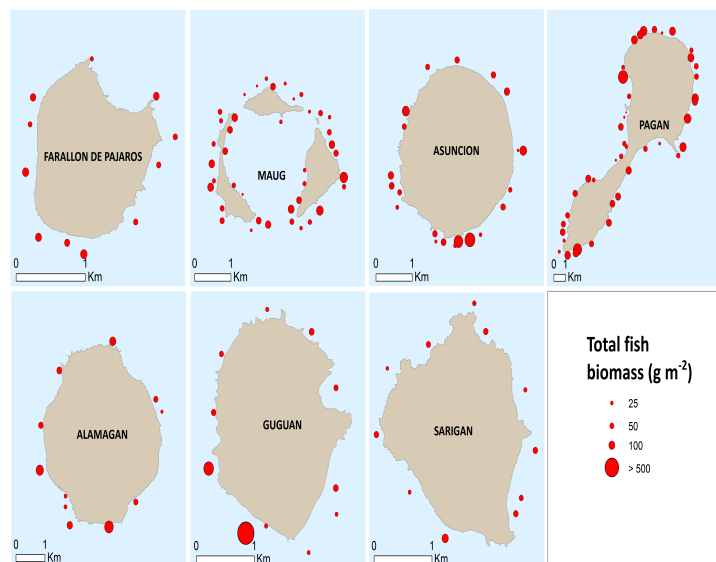 FARALLON DE PAJAROS
0 1
Km
MAUG
0 1
Km
ASUNCION
0 1
Km
PAGAN
0 1
Km
ALAMAGAN
0 1
Km
GUGUAN
0 1
Km
SARIGAN
0 1
Km
Total fish
biomass (g m⁻²)
25
50
100
> 500